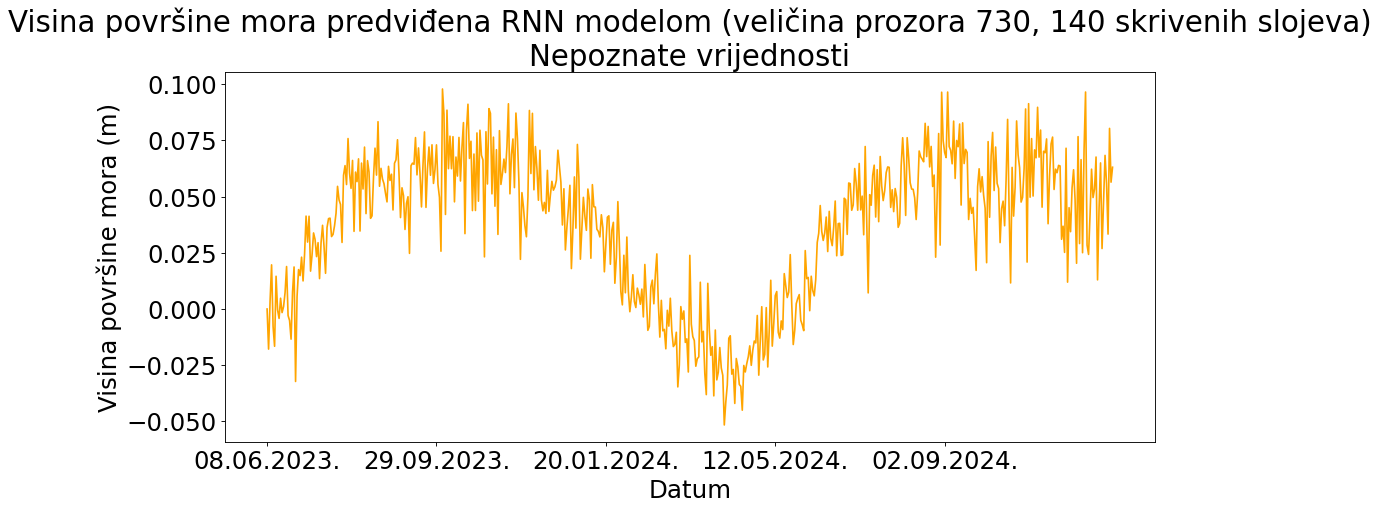 Visina površine mora predviđena RNN modelom (veličina prozora 730, 140 skrivenih slojeva)
Nepoznate vrijednosti
Visina površine mora (m)
0.100
0.075
0.050
0.025
0.000
−0.025
−0.050
08.06.2023. 29.09.2023. 20.01.2024. 12.05.2024. 02.09.2024.
Datum